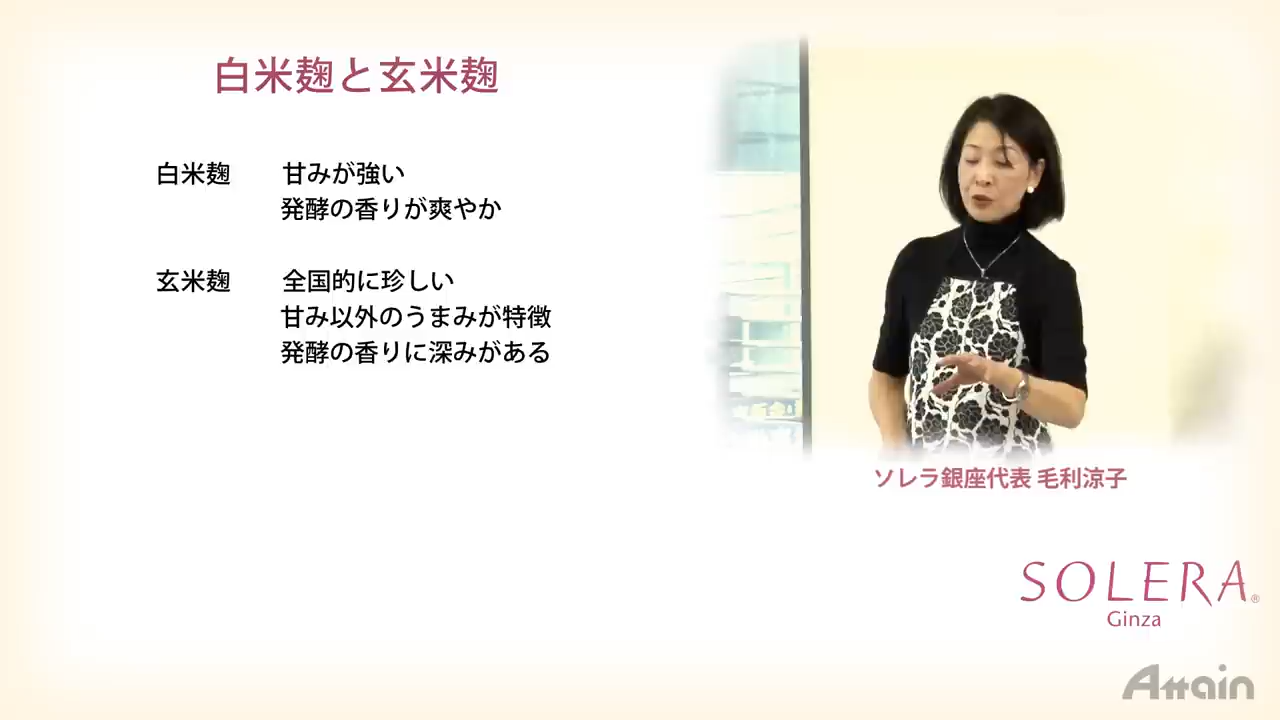 白米麹と玄米麹
白米麹 甘みが強い
発酵の香りが爽やか
玄米麹 全国的に珍しい
甘み以外のうまみが特徴
発酵の香りに深みがある
ソレラ銀座代表 毛利涼子
SOLERA®
Ginza
Attain